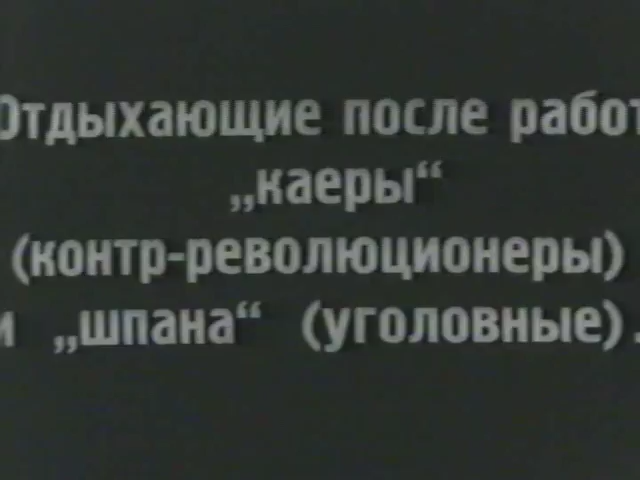 Отдыхающие после работ
„каеры“
(контр-революционеры)
и „шпана“ (уголовные).